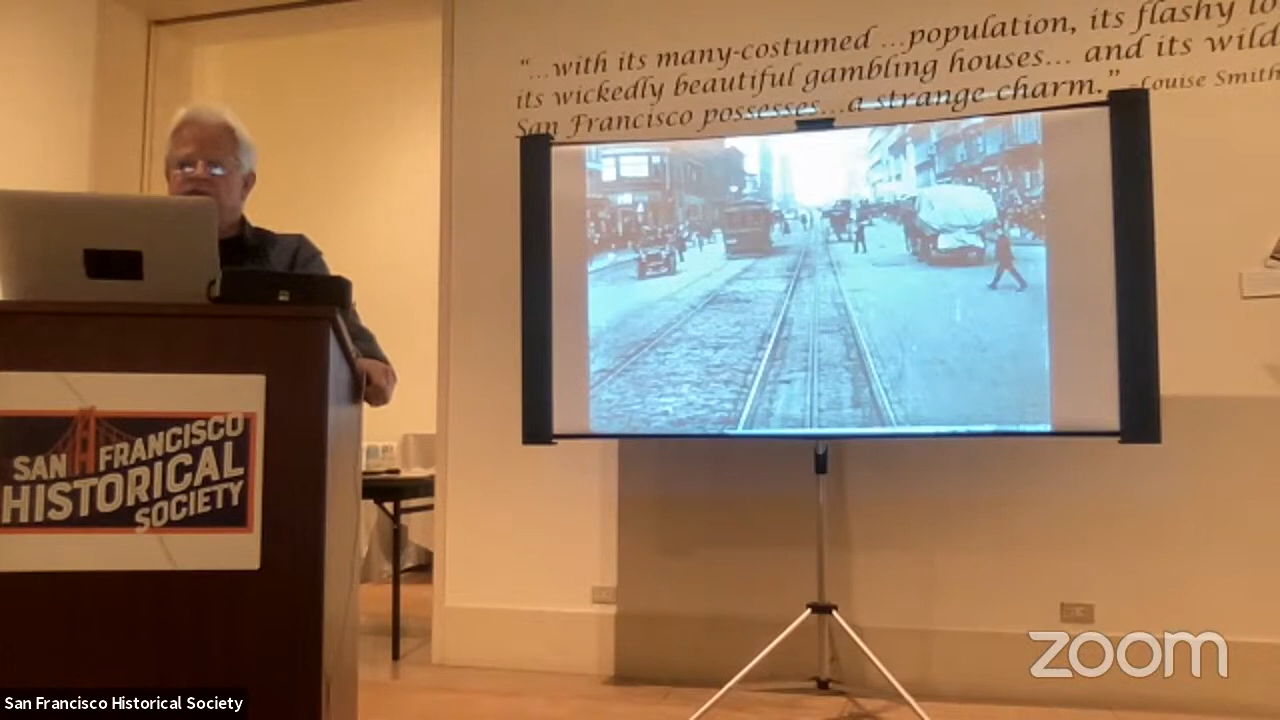 “...with its many-costumed ...population, its flashy
its wickedly beautiful gambling houses... and its wild
San Francisco possesses...a strange charm.” -Louise Smith
SAN FRANCISCO
HISTORICAL
SOCIETY
zoom
San Francisco Historical Society